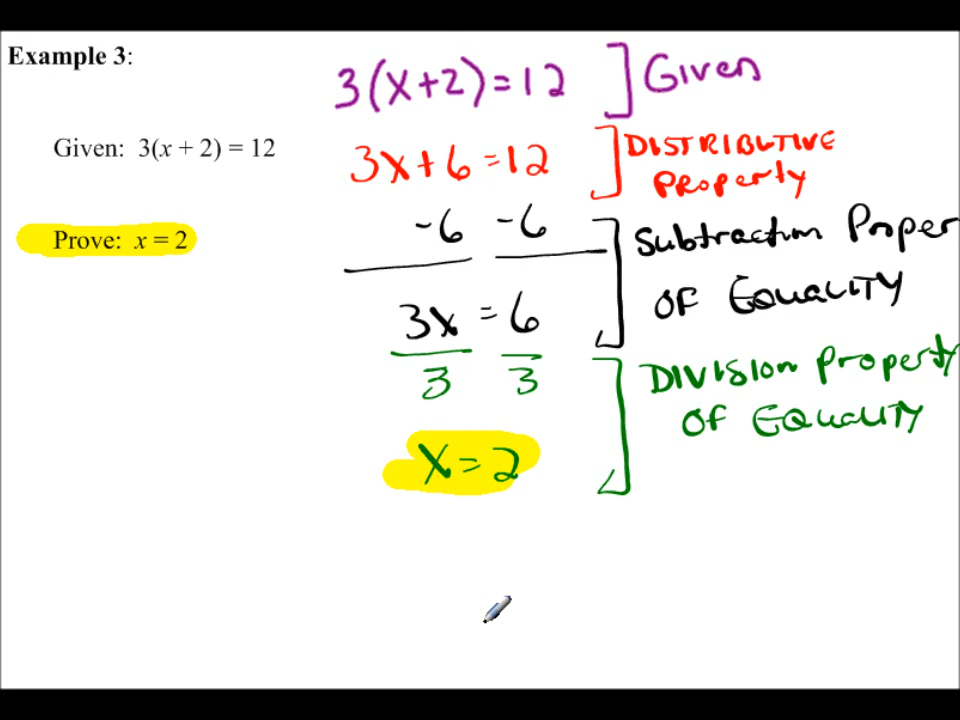 Example 3:
3(x+2)=12 ] Given
Given: 3(x + 2) = 12
3x+6=12 ] DISTRIBUTIVE
PROPERTY
-6 -6
Prove: x = 2
Subtraction Proper
OF EQUALITY
3x = 6
3 3
DIVISION Property
OF EQUALITY
x=2